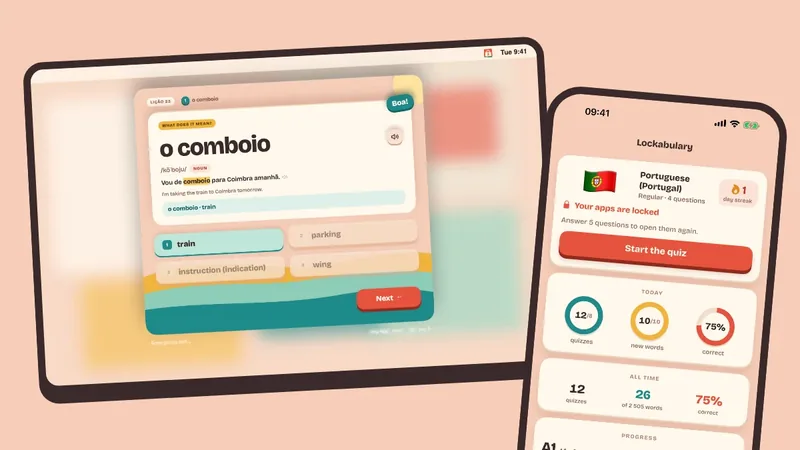 Tue 9:41
LIÇÃO 22
1 o comboio
Boa!
WHAT DOES IT MEAN?
o comboio
/kõˈboju/ NOUN
Vou de comboio para Coimbra amanhã.
I'm taking the train to Coimbra tomorrow.
o comboio · train
1 train
2 parking
3 instruction (indication)
wing
Next
09:41
Lockabulary
Portuguese
(Portugal)
Regular · 4 questions
1
day streak
Your apps are locked
Answer 5 questions to open them again.
Start the quiz
TODAY
12/8
10/10
75%
quizzes
new words
correct
ALL TIME
12
26
75%
quizzes
of 2 505 words
correct
PROGRESS
A1